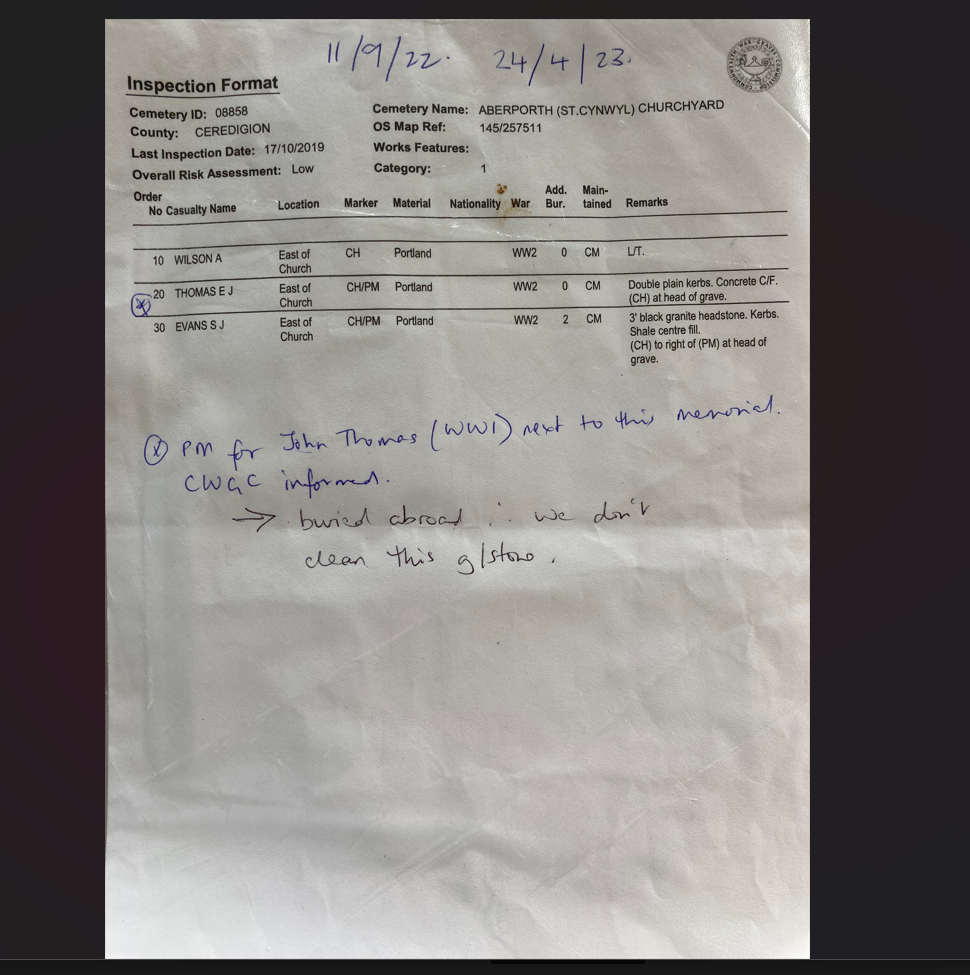 11/9/22. 24/4/23.
Inspection Format
Cemetery ID: 08858
Cemetery Name: ABERPORTH (ST.CYNWYL) CHURCHYARD
County: CEREDIGION
OS Map Ref: 145/257511
Last Inspection Date: 17/10/2019
Works Features:
Overall Risk Assessment: Low
Category: 1
Order No Casualty Name Location Marker Material Nationality War Add. Bur. Main-tained Remarks
10 WILSON A East of Church CH Portland WW2 0 CM L/T.
20 THOMAS E J East of Church CH/PM Portland WW2 0 CM Double plain kerbs. Concrete C/F.
(CH) at head of grave.
30 EVANS S J East of Church CH/PM Portland WW2 2 CM 3' black granite headstone. Kerbs.
Shale centre fill.
(CH) to right of (PM) at head of
grave.
PM for John Thomas (WW1) next to this memorial.
CWGC informed.
→ buried abroad ∴ we don't
clean this g/stone.